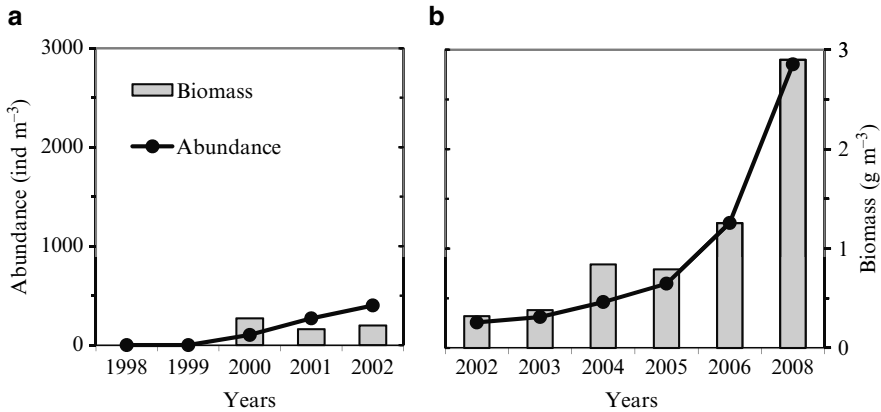 a
b
3000
2000
1000
0
Abundance (ind m⁻³)
Biomass
Abundance
1998 1999 2000 2001 2002
Years
3
2
1
0
Biomass (g m⁻³)
2002 2003 2004 2005 2006 2008
Years